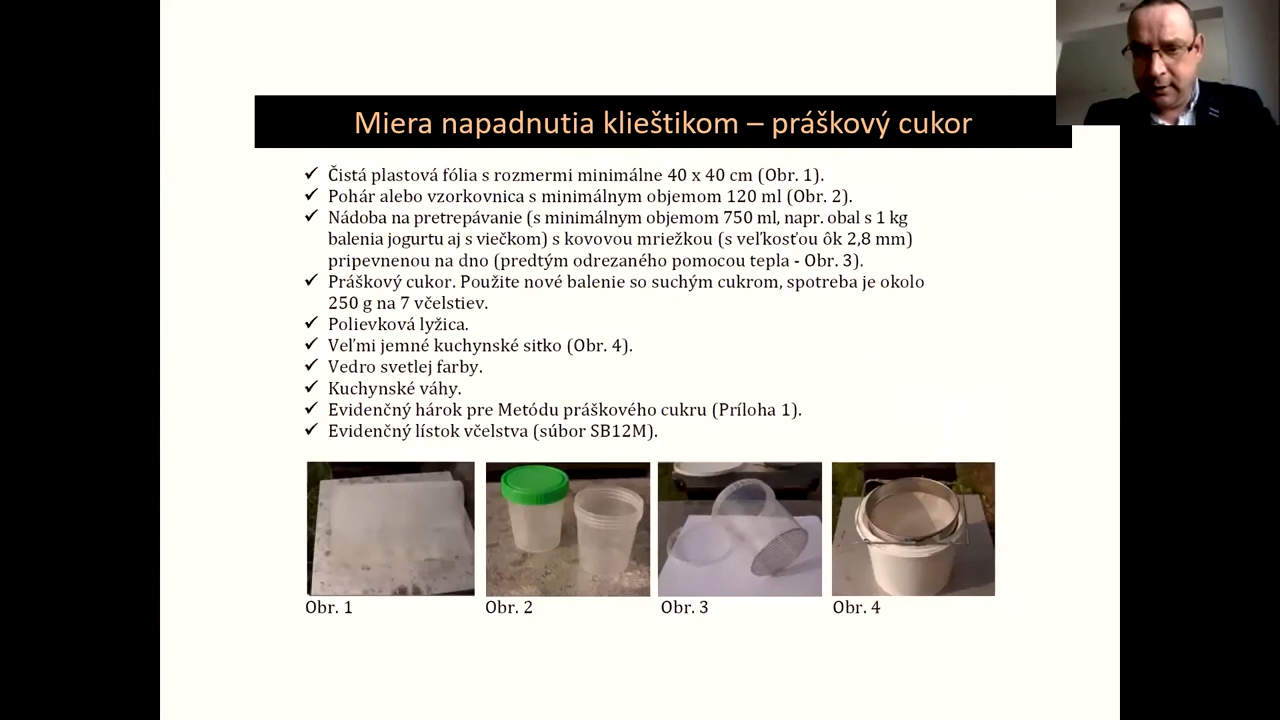 Miera napadnutia klieštikom – práškový cukor
✓ Čistá plastová fólia s rozmermi minimálne 40 x 40 cm (Obr. 1).
✓ Pohár alebo vzorkovnica s minimálnym objemom 120 ml (Obr. 2).
✓ Nádoba na pretrepávanie (s minimálnym objemom 750 ml, napr. obal s 1 kg
balenia jogurtu aj s viečkom) s kovovou mriežkou (s veľkosťou ôk 2,8 mm)
pripevnenou na dno (predtým odrezaného pomocou tepla - Obr. 3).
✓ Práškový cukor. Použite nové balenie so suchým cukrom, spotreba je okolo
250 g na 7 včelstiev.
✓ Polievková lyžica.
✓ Veľmi jemné kuchynské sitko (Obr. 4).
✓ Vedro svetlej farby.
✓ Kuchynské váhy.
✓ Evidenčný hárok pre Metódu práškového cukru (Príloha 1).
✓ Evidenčný lístok včelstva (súbor SB12M).
Obr. 1
Obr. 2
Obr. 3
Obr. 4